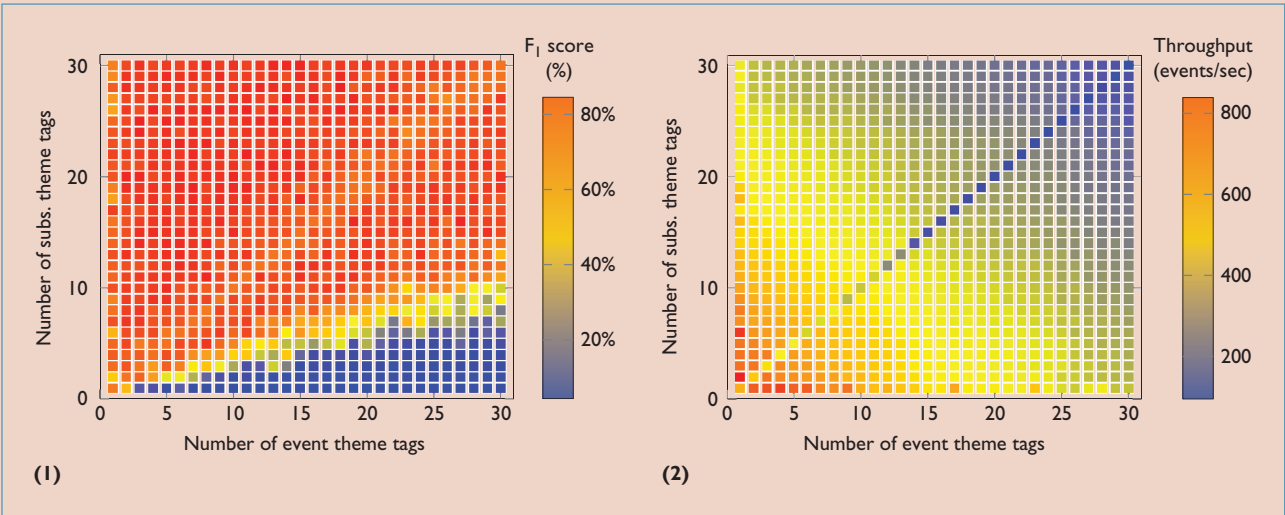 F1 score
(%)
30
20
10
0
0 5 10 15 20 25 30
Number of subs. theme tags
Number of event theme tags
80%
60%
40%
20%
(1)
Throughput
(events/sec)
30
20
10
0
0 5 10 15 20 25 30
Number of subs. theme tags
Number of event theme tags
800
600
400
200
(2)